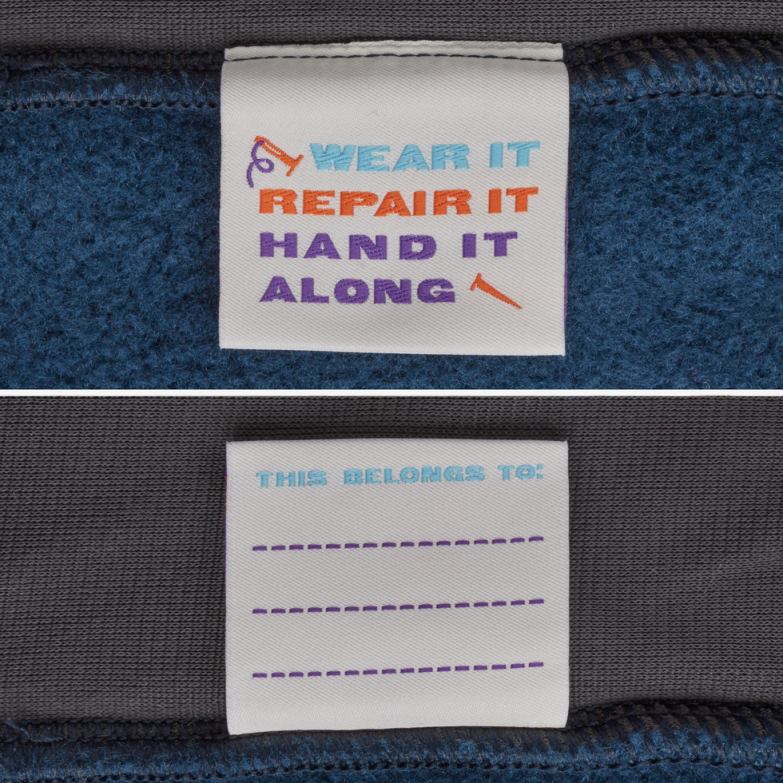 WEAR IT
REPAIR IT
HAND IT
ALONG
THIS BELONGS TO: